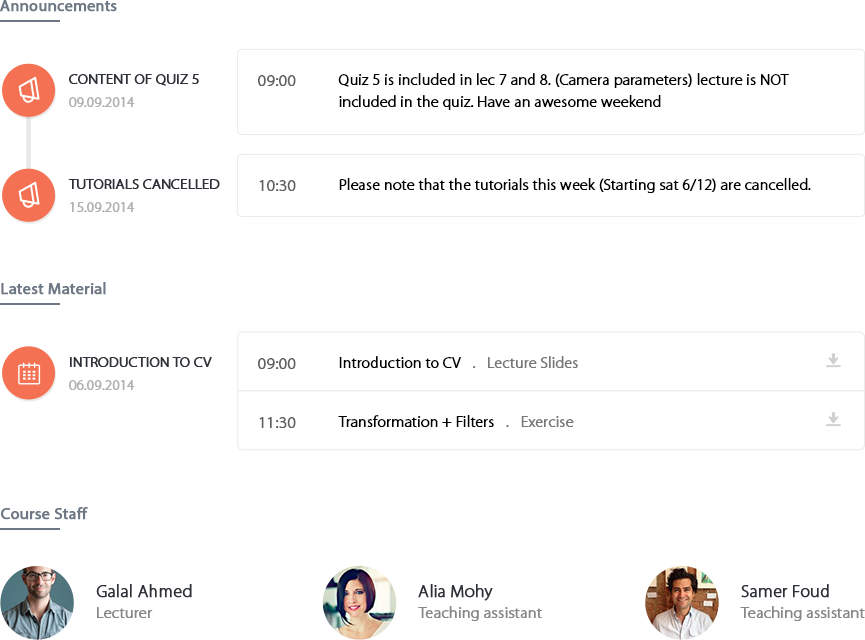 Announcements
CONTENT OF QUIZ 5
09.09.2014
09:00
Quiz 5 is included in lec 7 and 8. (Camera parameters) lecture is NOT
included in the quiz. Have an awesome weekend
TUTORIALS CANCELLED
15.09.2014
10:30
Please note that the tutorials this week (Starting sat 6/12) are cancelled.
Latest Material
INTRODUCTION TO CV
06.09.2014
09:00
Introduction to CV . Lecture Slides
11:30
Transformation + Filters . Exercise
Course Staff
Galal Ahmed
Lecturer
Alia Mohy
Teaching assistant
Samer Foud
Teaching assistant